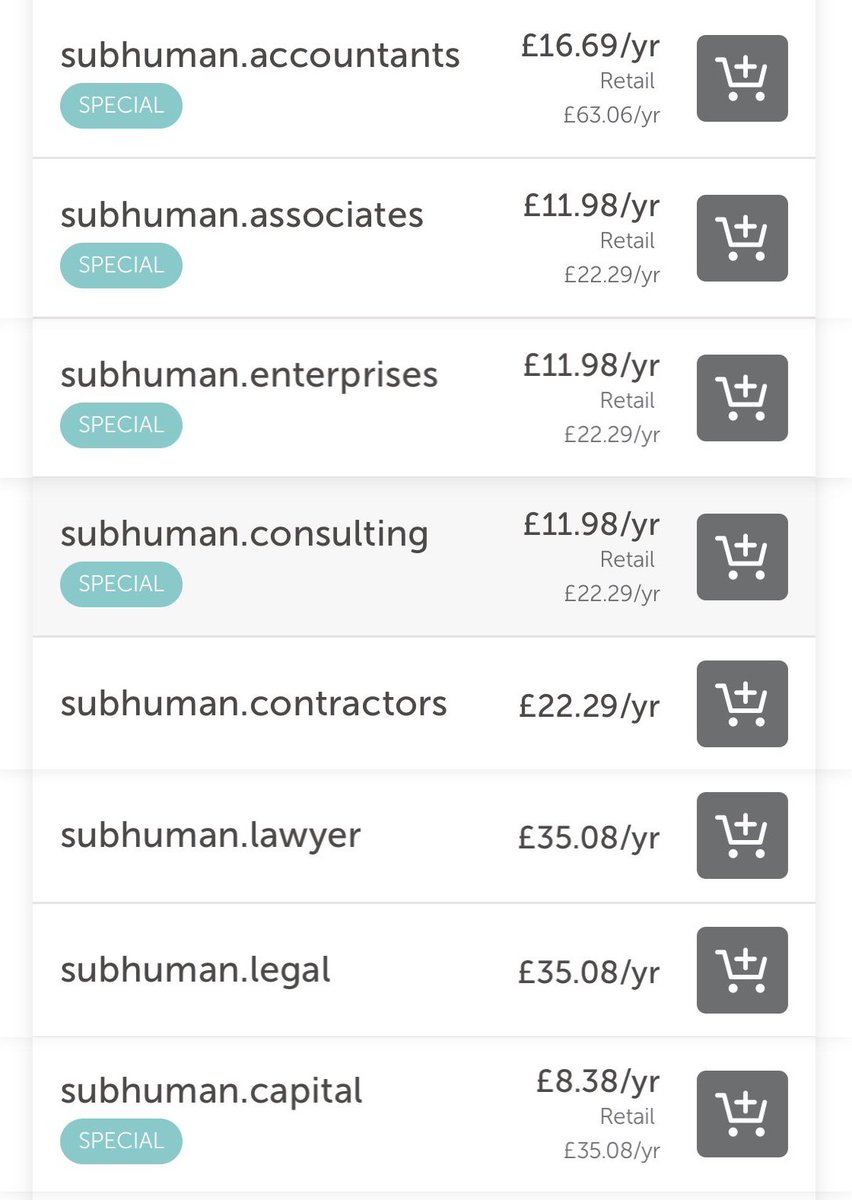 subhuman.accountants
SPECIAL
£16.69/yr
Retail
£63.06/yr
subhuman.associates
SPECIAL
£11.98/yr
Retail
£22.29/yr
subhuman.enterprises
SPECIAL
£11.98/yr
Retail
£22.29/yr
subhuman.consulting
SPECIAL
£11.98/yr
Retail
£22.29/yr
subhuman.contractors
£22.29/yr
subhuman.lawyer
£35.08/yr
subhuman.legal
£35.08/yr
subhuman.capital
SPECIAL
£8.38/yr
Retail
£35.08/yr